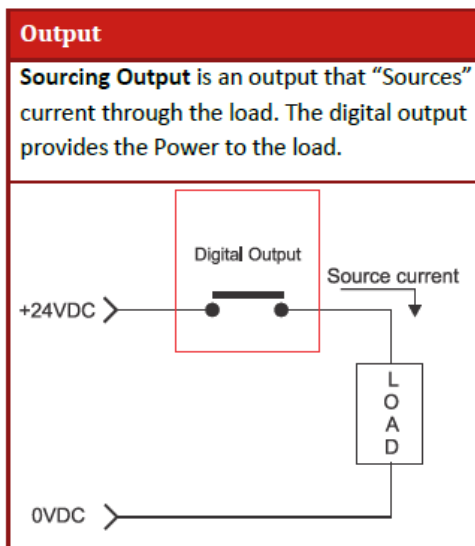 Output
Sourcing Output is an output that “Sources”
current through the load. The digital output
provides the Power to the load.
Digital Output
Source current
+24VDC
L
O
A
D
0VDC